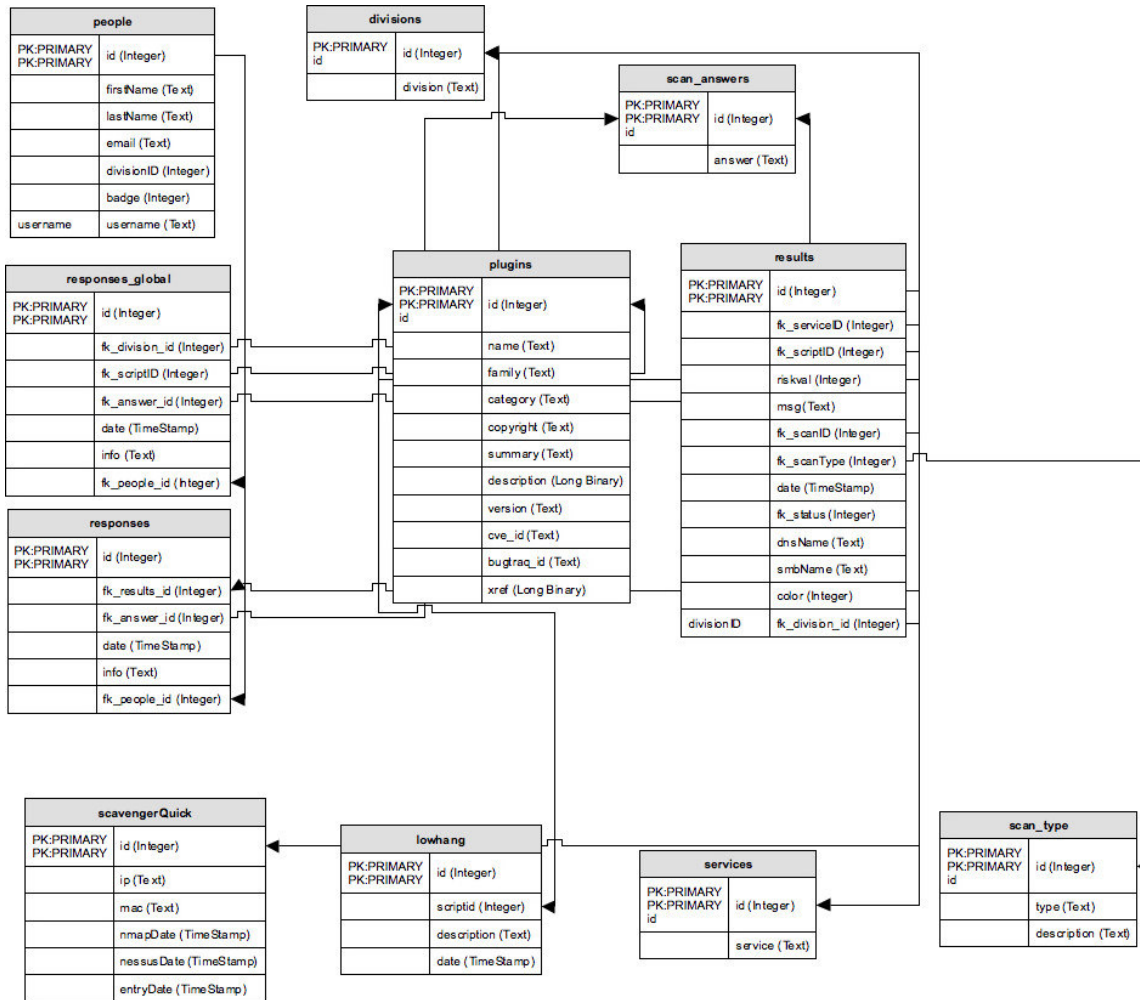 people
PK:PRIMARY
PK:PRIMARY
id (Integer)
firstName (Text)
lastName (Text)
email (Text)
divisionID (Integer)
badge (Integer)
username username (Text)
divisions
PK:PRIMARY
id
id (Integer)
division (Text)
scan_answers
PK:PRIMARY
PK:PRIMARY
id
id (Integer)
answer (Text)
responses_global
PK:PRIMARY
PK:PRIMARY
id (Integer)
fk_division_id (Integer)
fk_scriptID (Integer)
fk_answer_id (Integer)
date (TimeStamp)
info (Text)
fk_people_id (Integer)
plugins
PK:PRIMARY
PK:PRIMARY
id
id (Integer)
name (Text)
family (Text)
category (Text)
copyright (Text)
summary (Text)
description (Long Binary)
version (Text)
cve_id (Text)
bugtraq_id (Text)
xref (Long Binary)
results
PK:PRIMARY
PK:PRIMARY
id (Integer)
fk_serviceID (Integer)
fk_scriptID (Integer)
riskval (Integer)
msg (Text)
fk_scanID (Integer)
fk_scanType (Integer)
date (TimeStamp)
fk_status (Integer)
dnsName (Text)
smbName (Text)
color (Integer)
divisionID fk_division_id (Integer)
responses
PK:PRIMARY
PK:PRIMARY
id (Integer)
fk_results_id (Integer)
fk_answer_id (Integer)
date (TimeStamp)
info (Text)
fk_people_id (Integer)
scavengerQuick
PK:PRIMARY
PK:PRIMARY
id (Integer)
ip (Text)
mac (Text)
nmapDate (TimeStamp)
nessusDate (TimeStamp)
entryDate (TimeStamp)
lowhang
PK:PRIMARY
PK:PRIMARY
id (Integer)
scriptid (Integer)
description (Text)
date (TimeStamp)
services
PK:PRIMARY
PK:PRIMARY
id
id (Integer)
service (Text)
scan_type
PK:PRIMARY
PK:PRIMARY
id
id (Integer)
type (Text)
description (Text)